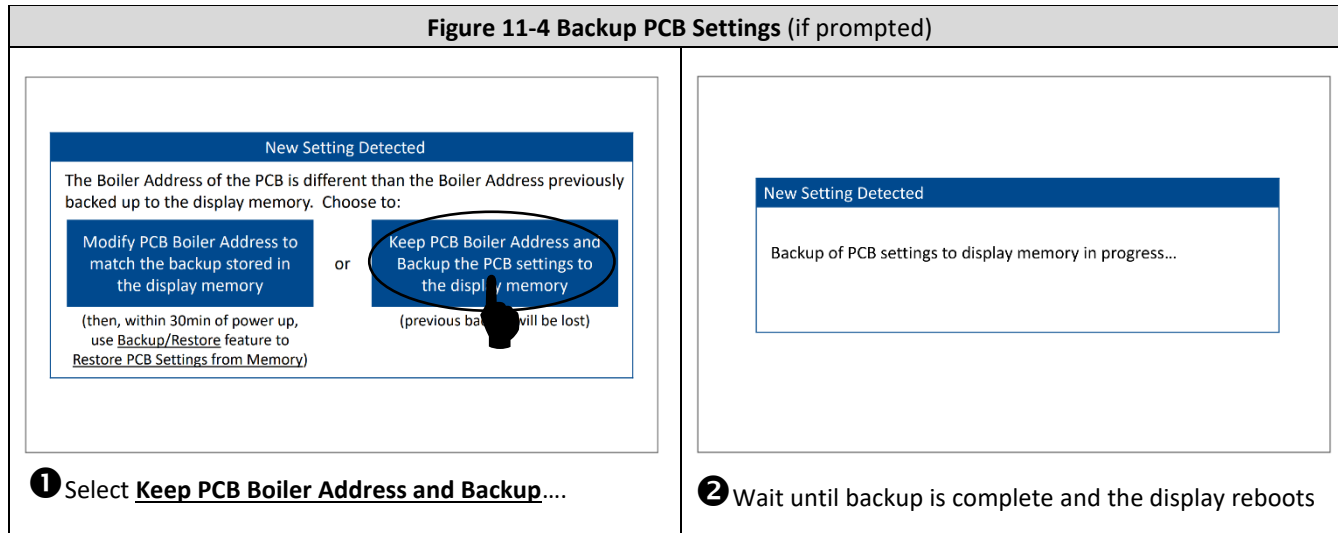 Figure 11-4 Backup PCB Settings (if prompted)
New Setting Detected
The Boiler Address of the PCB is different than the Boiler Address previously
backed up to the display memory. Choose to:
Modify PCB Boiler Address to
match the backup stored in
the display memory
or
Keep PCB Boiler Address and
Backup the PCB settings to
the display memory
(then, within 30min of power up,
use Backup/Restore feature to
Restore PCB Settings from Memory)
(previous will be lost)
❶Select Keep PCB Boiler Address and Backup….
New Setting Detected
Backup of PCB settings to display memory in progress…
❷Wait until backup is complete and the display reboots